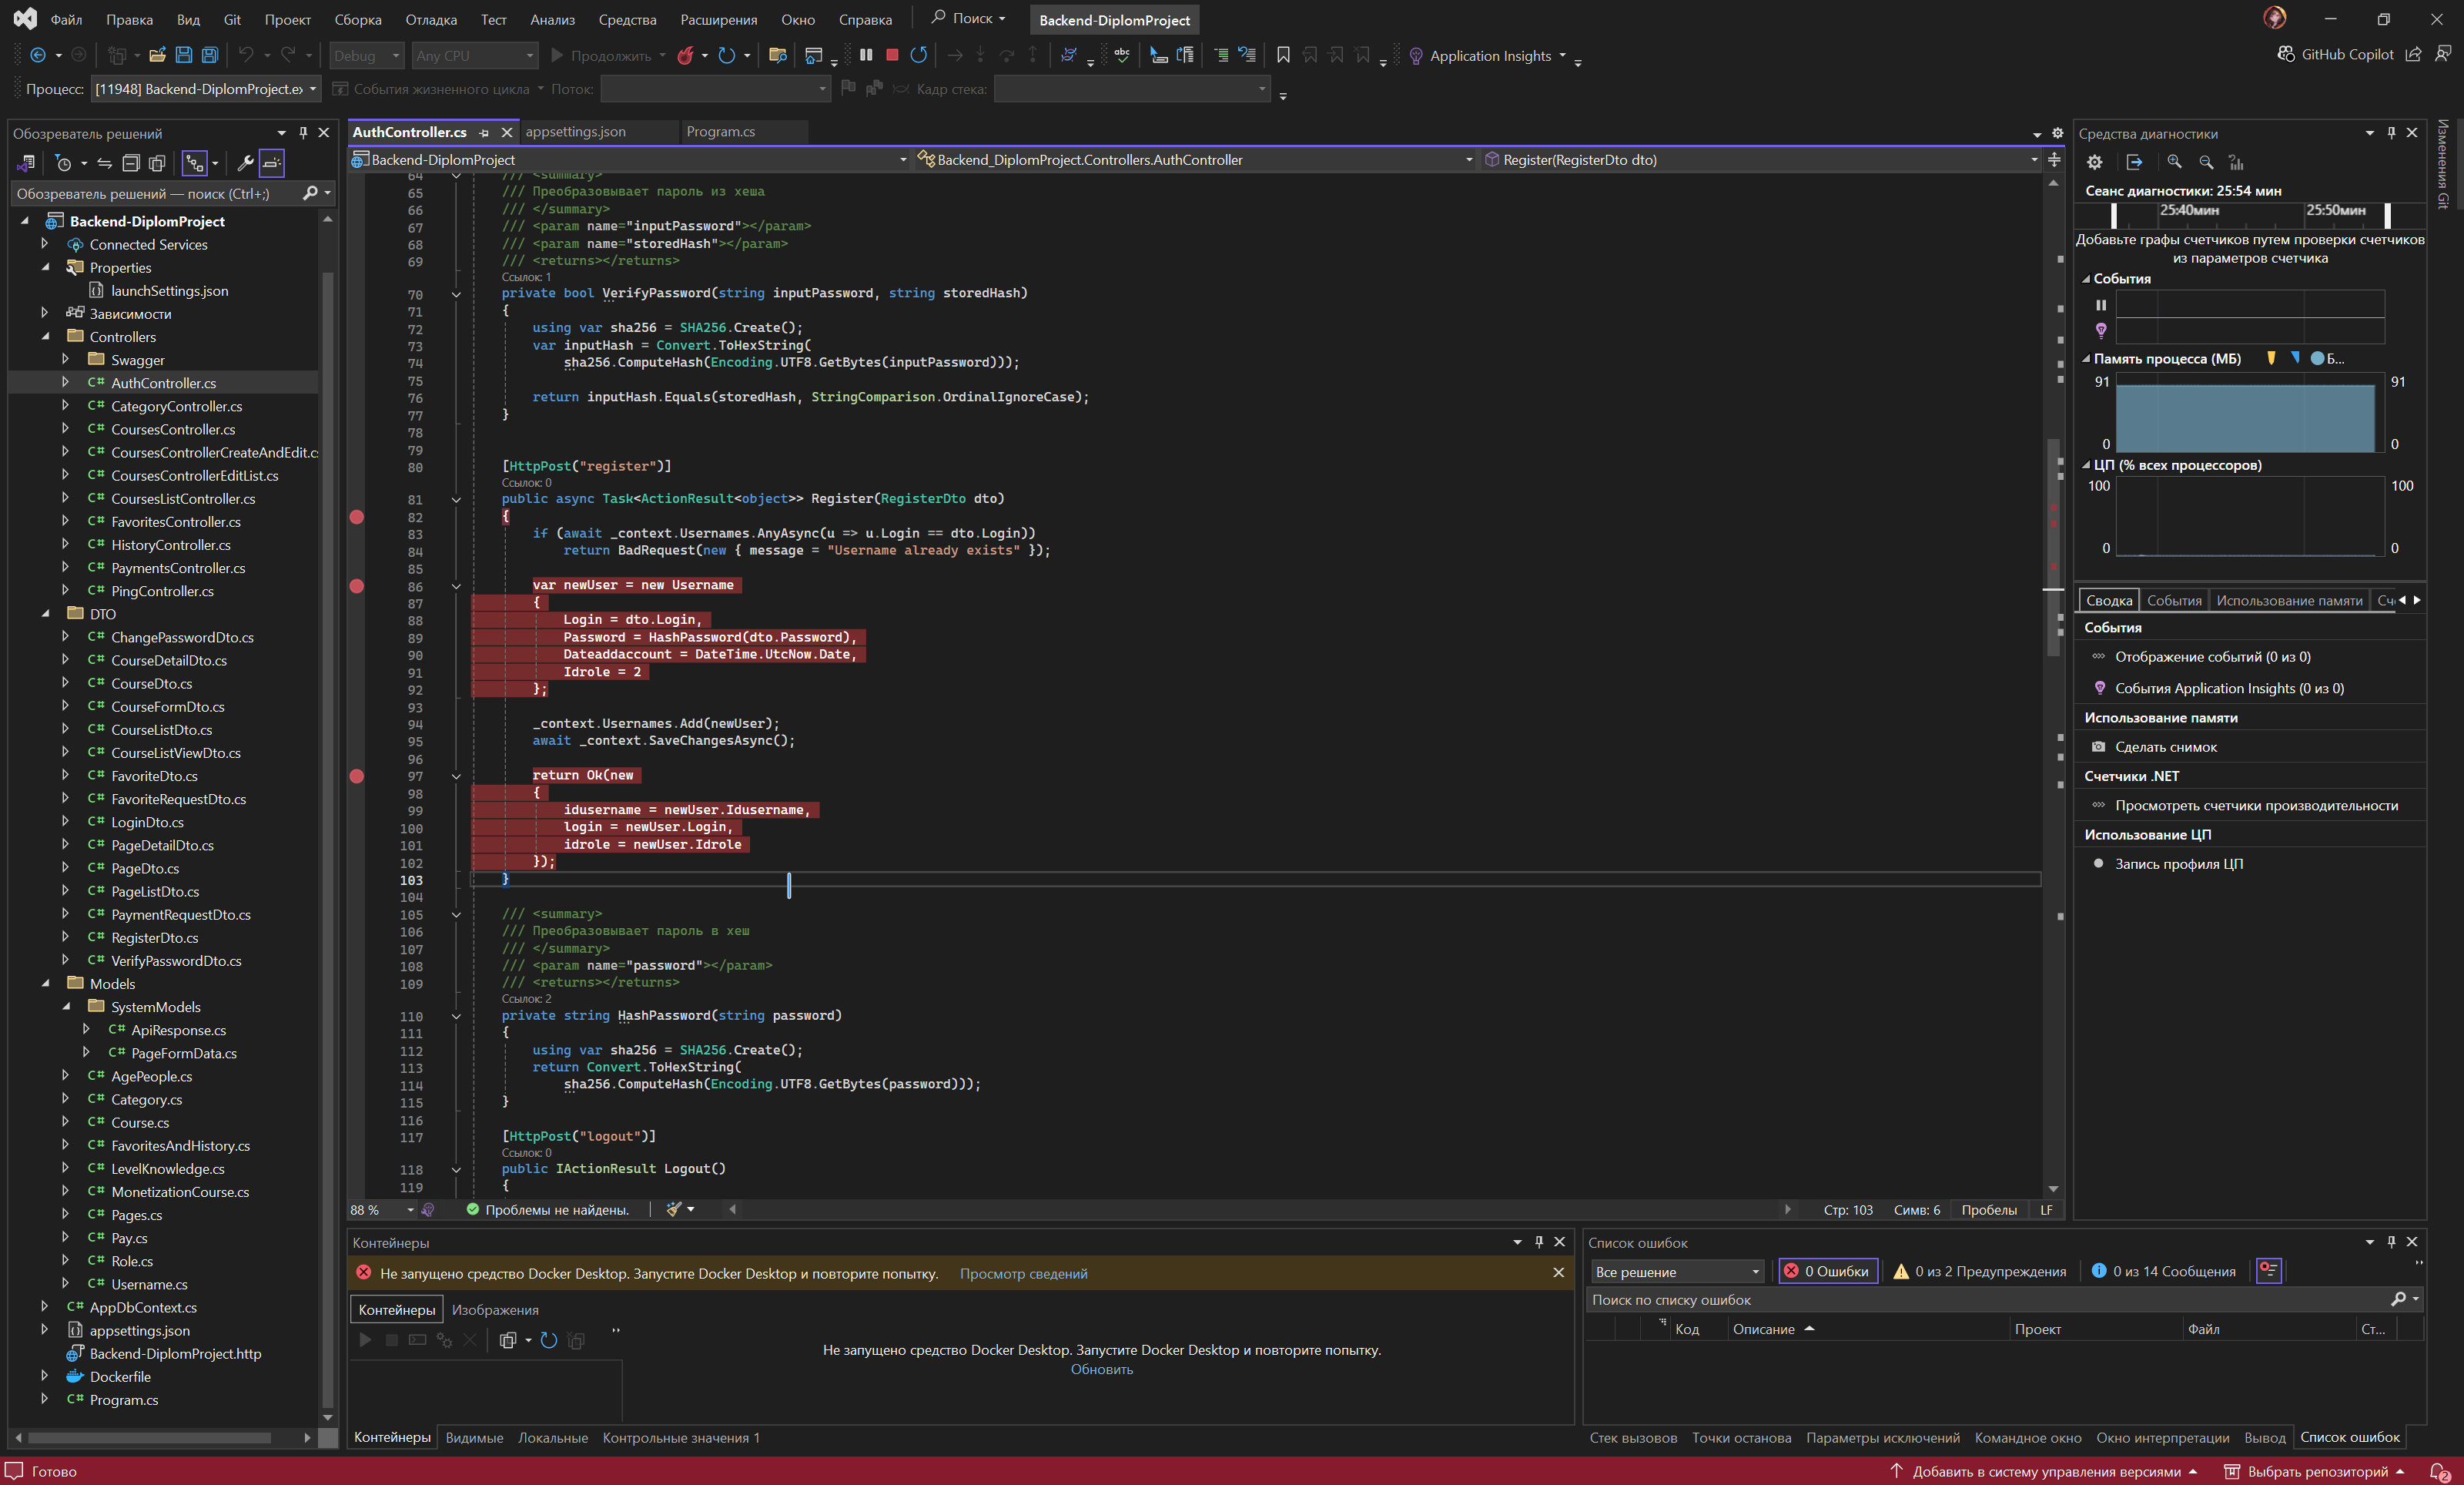 Файл Правка Вид Git Проект Сборка Отладка Тест Анализ Средства Расширения Окно Справка Поиск Backend-DiplomProject
Debug Any CPU Продолжить Application Insights GitHub Copilot
Процесс: [11948] Backend-DiplomProject.ex События жизненного цикла Поток: Кадр стека:
Обозреватель решений
Обозреватель решений — поиск (Ctrl+;)
Backend-DiplomProject
Connected Services
Properties
launchSettings.json
Зависимости
Controllers
Swagger
AuthController.cs
CategoryController.cs
CoursesController.cs
CoursesControllerCreateAndEdit.cs
CoursesControllerEditList.cs
CoursesListController.cs
FavoritesController.cs
HistoryController.cs
PaymentsController.cs
PingController.cs
DTO
ChangePasswordDto.cs
CourseDetailDto.cs
CourseDto.cs
CourseFormDto.cs
CourseListDto.cs
CourseListViewDto.cs
FavoriteDto.cs
FavoriteRequestDto.cs
LoginDto.cs
PageDetailDto.cs
PageDto.cs
PageListDto.cs
PaymentRequestDto.cs
RegisterDto.cs
VerifyPasswordDto.cs
Models
SystemModels
ApiResponse.cs
PageFormData.cs
AgePeople.cs
Category.cs
Course.cs
FavoritesAndHistory.cs
LevelKnowledge.cs
MonetizationCourse.cs
Pages.cs
Pay.cs
Role.cs
Username.cs
AppDbContext.cs
appsettings.json
Backend-DiplomProject.http
Dockerfile
Program.cs
AuthController.cs appsettings.json Program.cs
Backend-DiplomProject Backend_DiplomProject.Controllers.AuthController Register(RegisterDto dto)
64 /// <summary>
65 /// Преобразовывает пароль из хеша
66 /// </summary>
67 /// <param name="inputPassword"></param>
68 /// <param name="storedHash"></param>
69 /// <returns></returns>
Ссылок: 1
70 private bool VerifyPassword(string inputPassword, string storedHash)
71 {
72 using var sha256 = SHA256.Create();
73 var inputHash = Convert.ToHexString(
74 sha256.ComputeHash(Encoding.UTF8.GetBytes(inputPassword)));
75
76 return inputHash.Equals(storedHash, StringComparison.OrdinalIgnoreCase);
77 }
78
79
80 [HttpPost("register")]
Ссылок: 0
81 public async Task<ActionResult<object>> Register(RegisterDto dto)
82 {
83 if (await _context.Usernames.AnyAsync(u => u.Login == dto.Login))
84 return BadRequest(new { message = "Username already exists" });
85
86 var newUser = new Username
87 {
88 Login = dto.Login,
89 Password = HashPassword(dto.Password),
90 Dateaddaccount = DateTime.UtcNow.Date,
91 Idrole = 2
92 };
93
94 _context.Usernames.Add(newUser);
95 await _context.SaveChangesAsync();
96
97 return Ok(new
98 {
99 idusername = newUser.Idusername,
100 login = newUser.Login,
101 idrole = newUser.Idrole
102 });
103 }
104
105 /// <summary>
106 /// Преобразовывает пароль в хеш
107 /// </summary>
108 /// <param name="password"></param>
109 /// <returns></returns>
Ссылок: 2
110 private string HashPassword(string password)
111 {
112 using var sha256 = SHA256.Create();
113 return Convert.ToHexString(
114 sha256.ComputeHash(Encoding.UTF8.GetBytes(password)));
115 }
116
117 [HttpPost("logout")]
Ссылок: 0
118 public IActionResult Logout()
119 {
88 % Проблемы не найдены. Стр: 103 Симв: 6 Пробелы LF
Контейнеры
Не запущено средство Docker Desktop. Запустите Docker Desktop и повторите попытку. Просмотр сведений
Контейнеры Изображения
Не запущено средство Docker Desktop. Запустите Docker Desktop и повторите попытку.
Обновить
Контейнеры Видимые Локальные Контрольные значения 1
Список ошибок
Все решение 0 Ошибки 0 из 2 Предупреждения 0 из 14 Сообщения
Поиск по списку ошибок
Код Описание Проект Файл Ст...
Стек вызовов Точки останова Параметры исключений Командное окно Окно интерпретации Вывод Список ошибок
Средства диагностики
Сеанс диагностики: 25:54 мин
25:40мин 25:50мин
Добавьте графы счетчиков путем проверки счетчиков
из параметров счетчика
События
Память процесса (МБ) Б...
91 91
0 0
ЦП (% всех процессоров)
100 100
0 0
Сводка События Использование памяти Сч
События
Отображение событий (0 из 0)
События Application Insights (0 из 0)
Использование памяти
Сделать снимок
Счетчики .NET
Просмотреть счетчики производительности
Использование ЦП
Запись профиля ЦП
Изменения Git
Готово Добавить в систему управления версиями Выбрать репозиторий 2